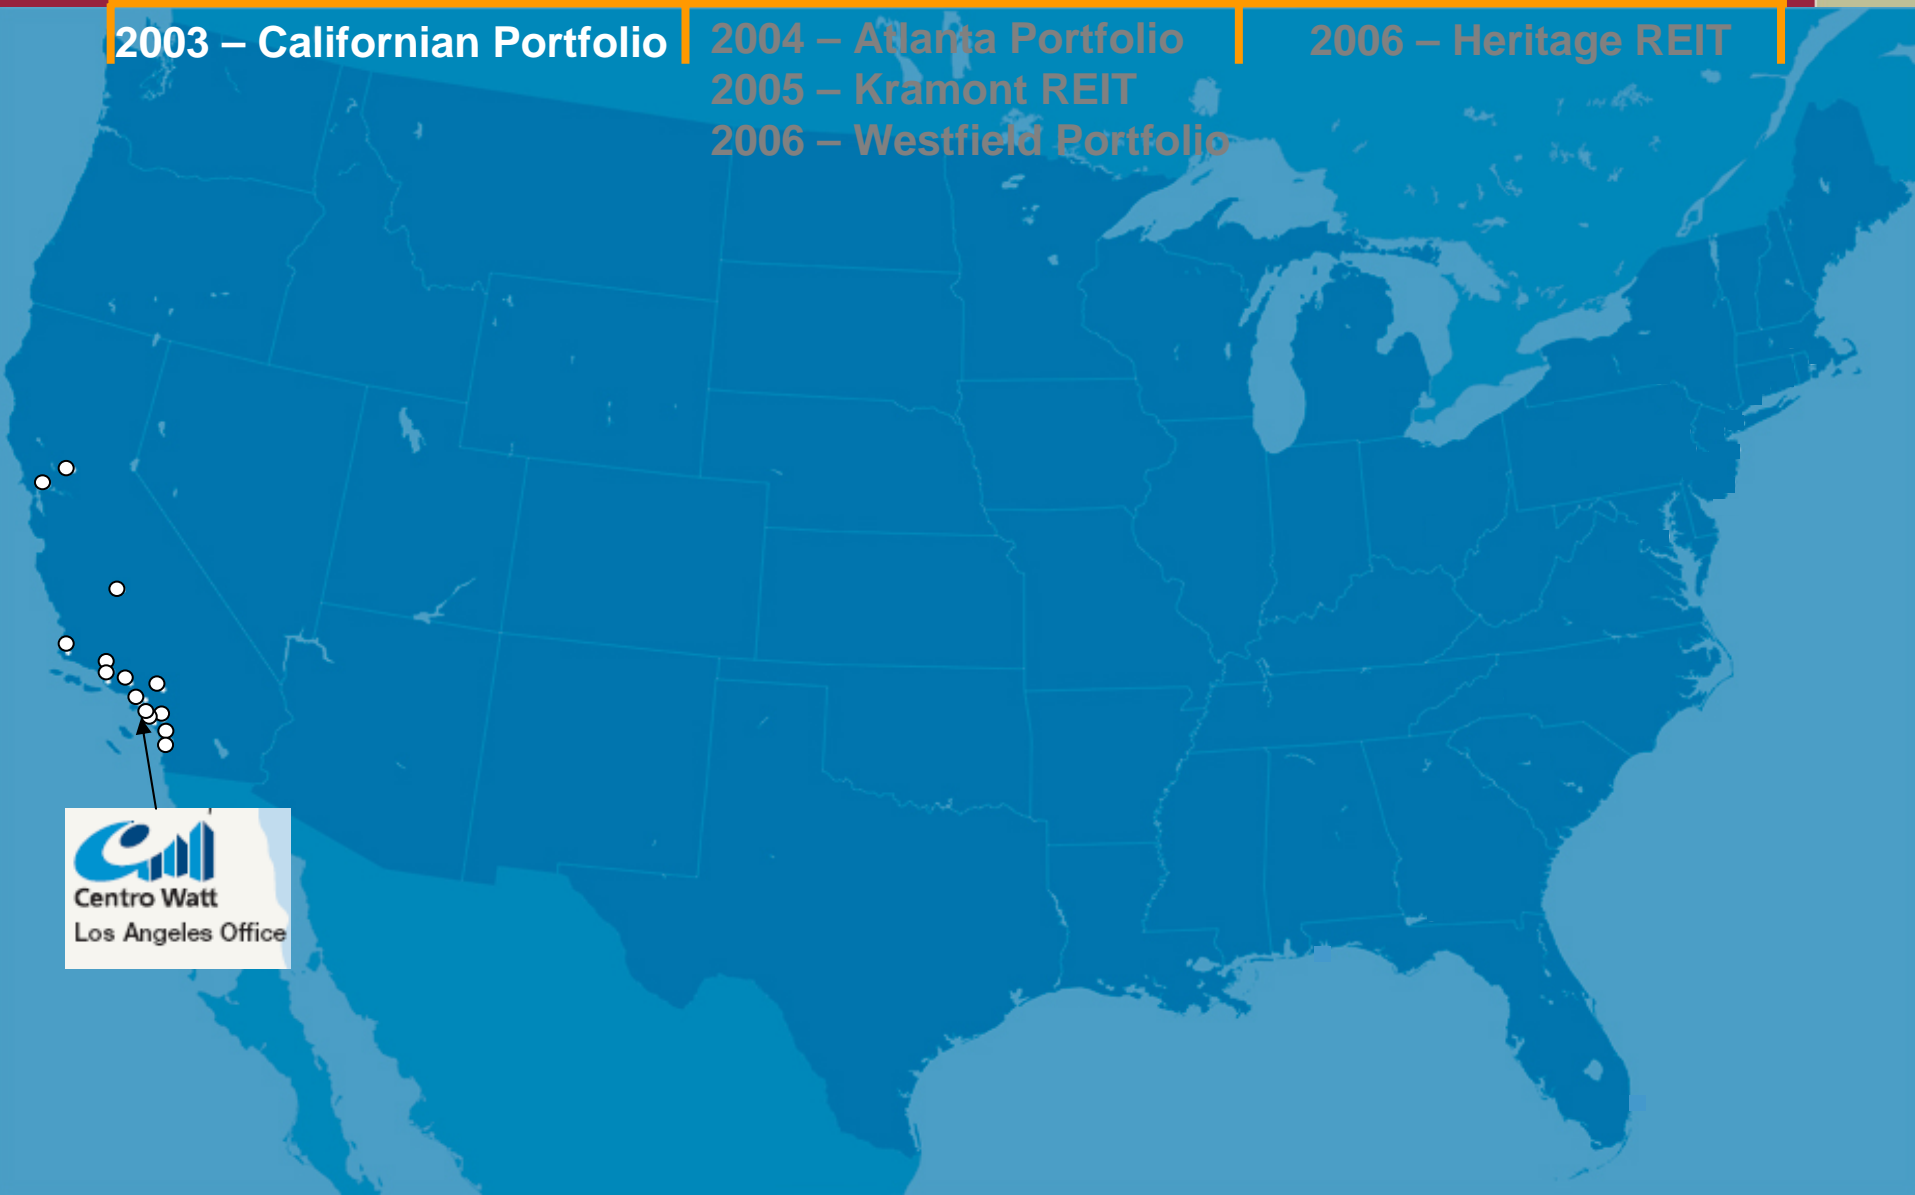 2003 – Californian Portfolio
2004 – Atlanta Portfolio
2005 – Kramont REIT
2006 – Westfield Portfolio
2006 – Heritage REIT
Centro Watt
Los Angeles Office